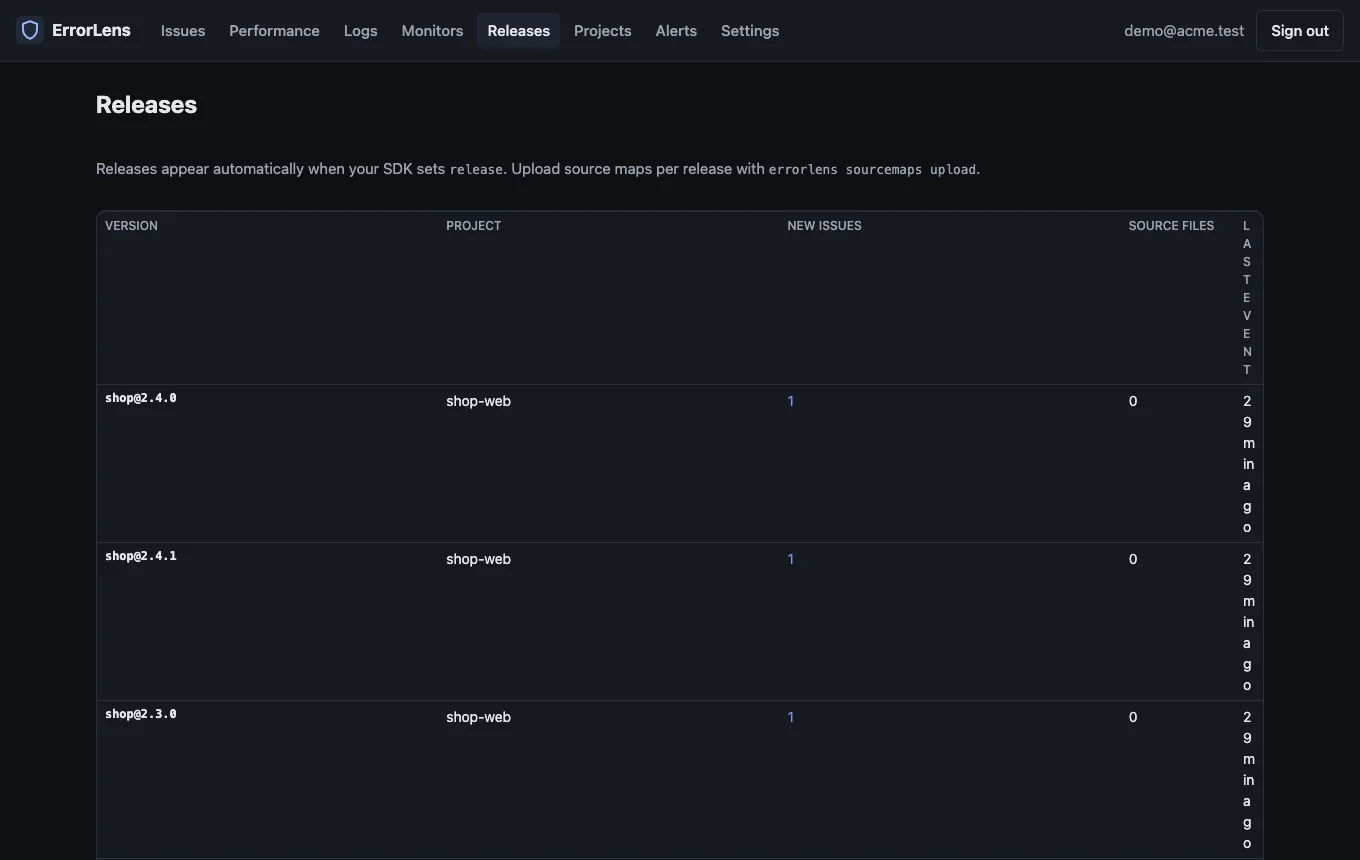 ErrorLens Issues Performance Logs Monitors Releases Projects Alerts Settings demo@acme.test Sign out
Releases
Releases appear automatically when your SDK sets release. Upload source maps per release with errorlens sourcemaps upload.
VERSION PROJECT NEW ISSUES SOURCE FILES L
A
S
T
E
V
E
N
T
shop@2.4.0 shop-web 1 0 2
9
m
in
a
g
o
shop@2.4.1 shop-web 1 0 2
9
m
in
a
g
o
shop@2.3.0 shop-web 1 0 2
9
m
in
a
g
o